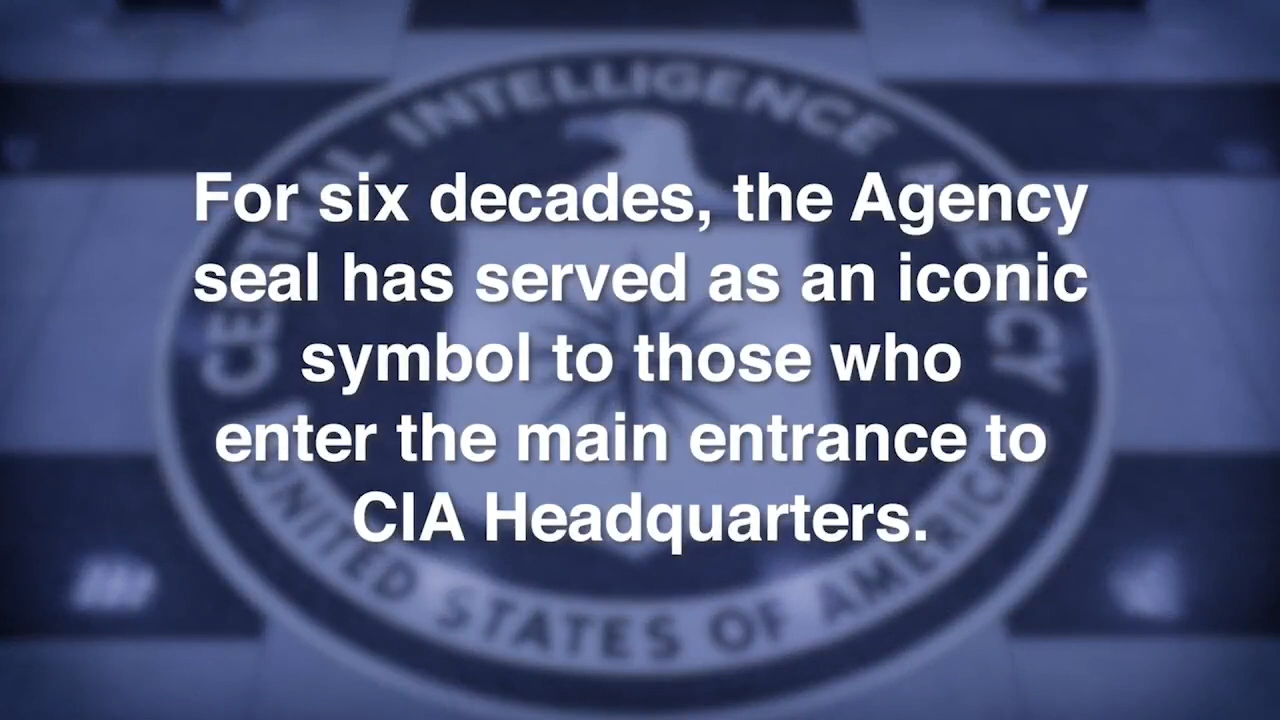 For six decades, the Agency
seal has served as an iconic
symbol to those who
enter the main entrance to
CIA Headquarters.
CENTRAL INTELLIGENCE AGENCY
UNITED STATES OF AMERICA